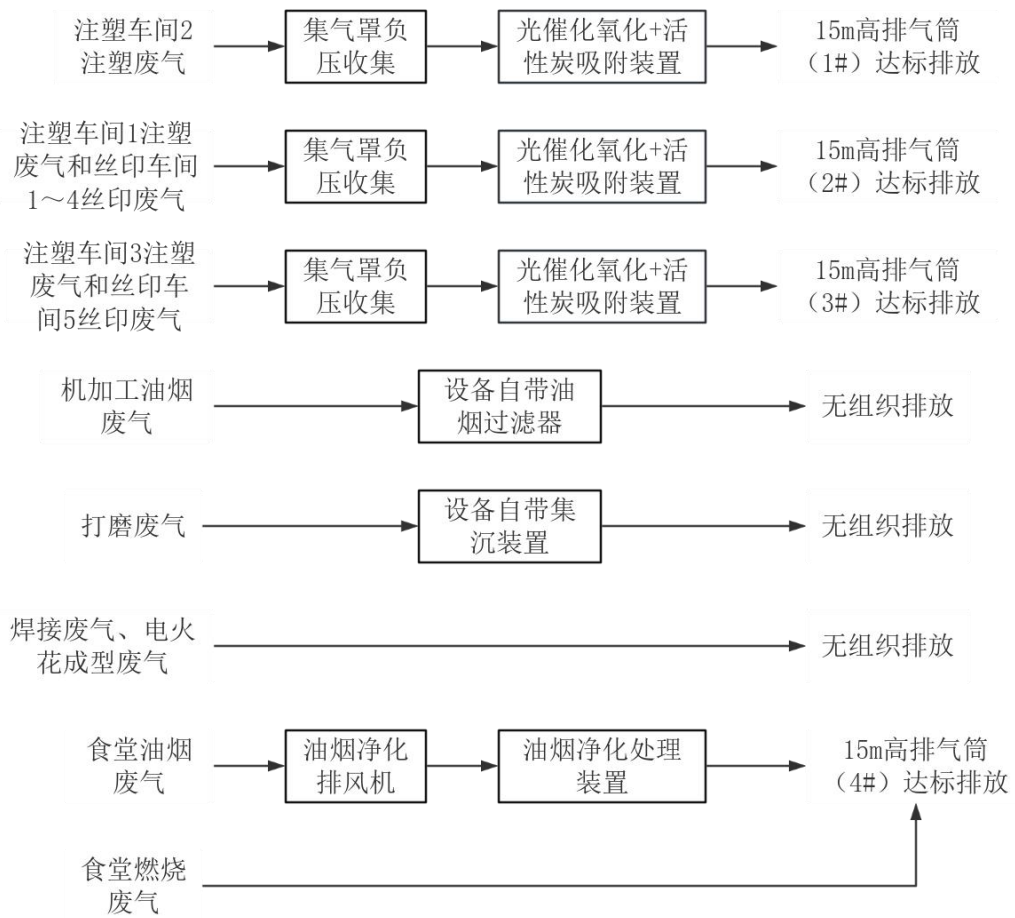 注塑车间2
注塑废气
集气罩负
压收集
光催化氧化+活
性炭吸附装置
15m高排气筒
（1#）达标排放
注塑车间1注塑
废气和丝印车间
1～4丝印废气
集气罩负
压收集
光催化氧化+活
性炭吸附装置
15m高排气筒
（2#）达标排放
注塑车间3注塑
废气和丝印车
间5丝印废气
集气罩负
压收集
光催化氧化+活
性炭吸附装置
15m高排气筒
（3#）达标排放
机加工油烟
废气
设备自带油
烟过滤器
无组织排放
打磨废气
设备自带集
沉装置
无组织排放
焊接废气、电火
花成型废气
无组织排放
食堂油烟
废气
油烟净化
排风机
油烟净化处理
装置
15m高排气筒
（4#）达标排放
食堂燃烧
废气